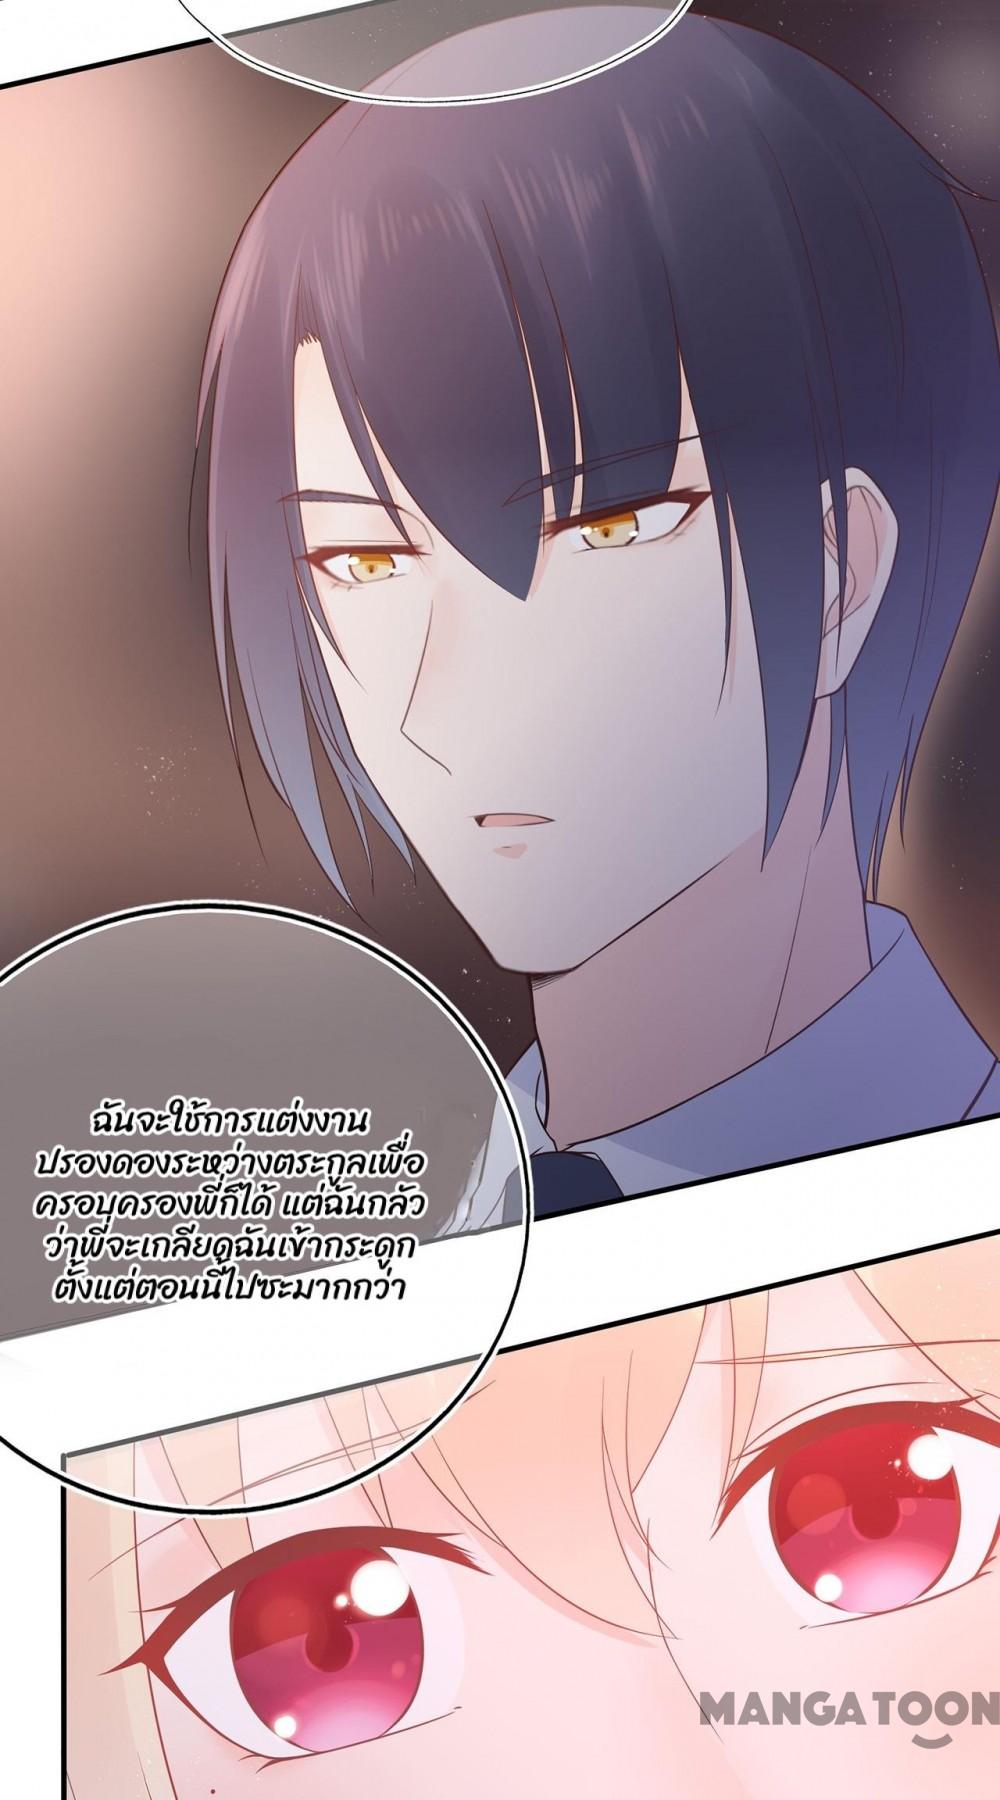 ฉันจะใช้การแต่งงาน
ปรองดองระหว่างตระกูลเพื่อ
ครอบครองพี่ก็ได้ แต่ฉันกลัว
ว่าพี่จะเกลียดฉันเข้ากระดูก
ตั้งแต่ตอนนี้ไปซะมากกว่า
MANGATOON